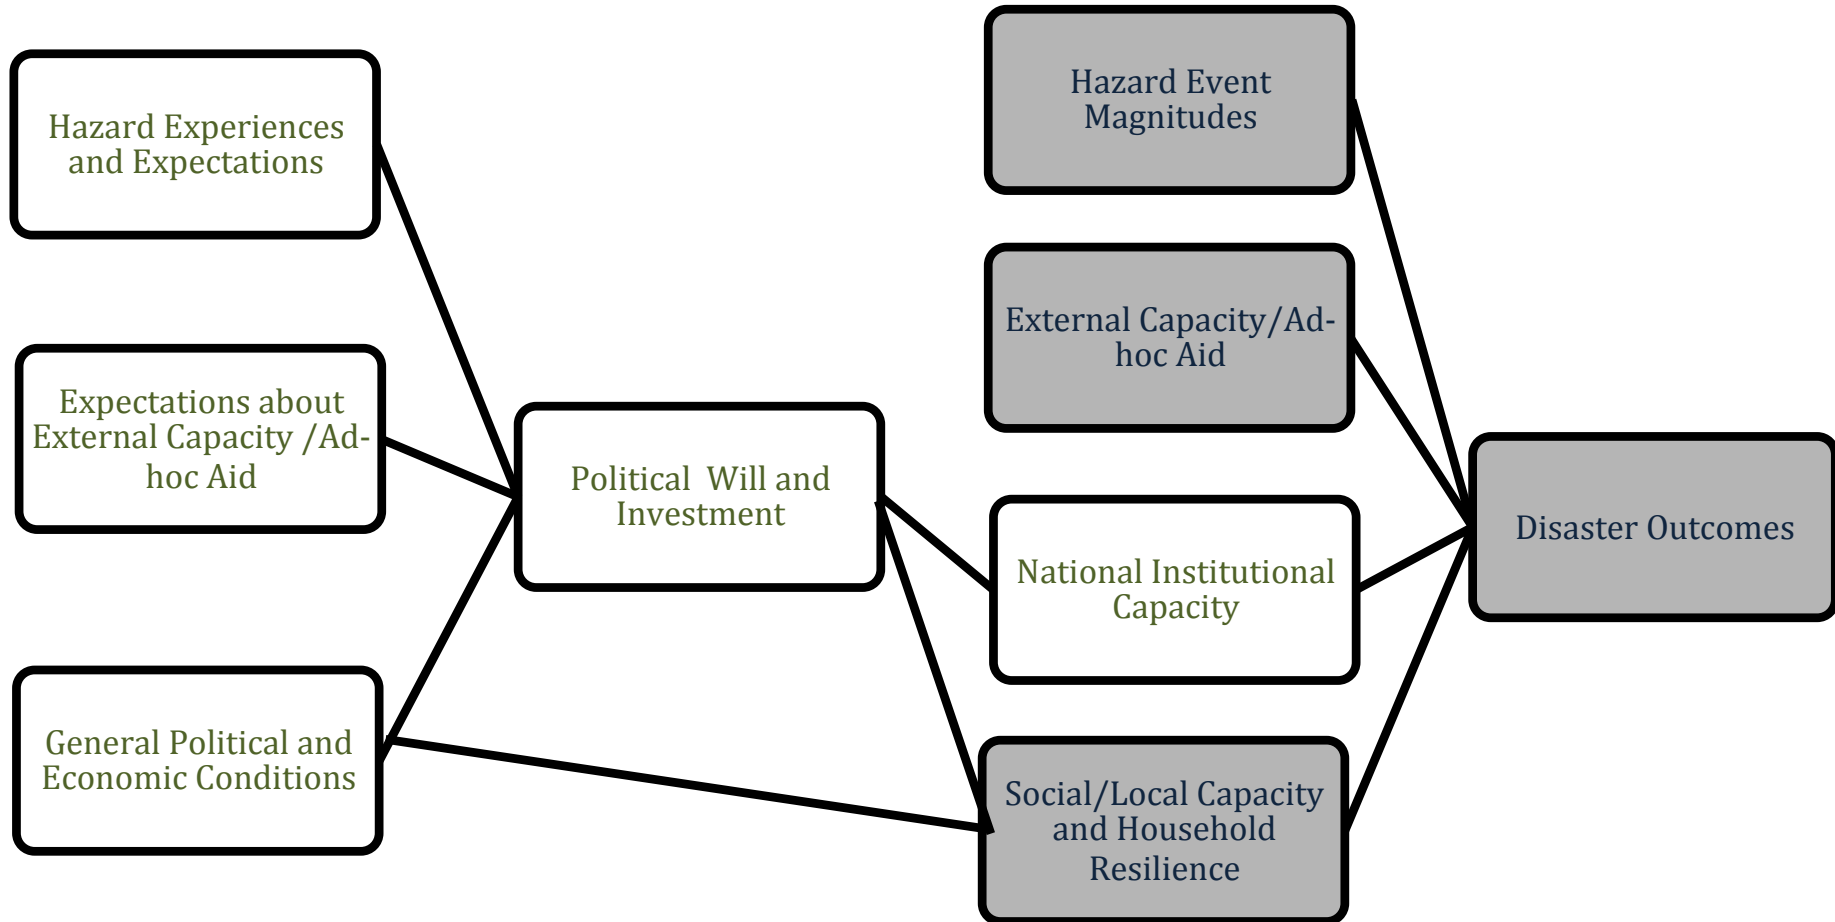 Hazard Experiences
and Expectations
Expectations about
External Capacity /Ad-
hoc Aid
General Political and
Economic Conditions
Political  Will and
Investment
Hazard Event
Magnitudes
External Capacity/Ad-
hoc Aid
National Institutional
Capacity
Social/Local Capacity
and Household
Resilience
Disaster Outcomes